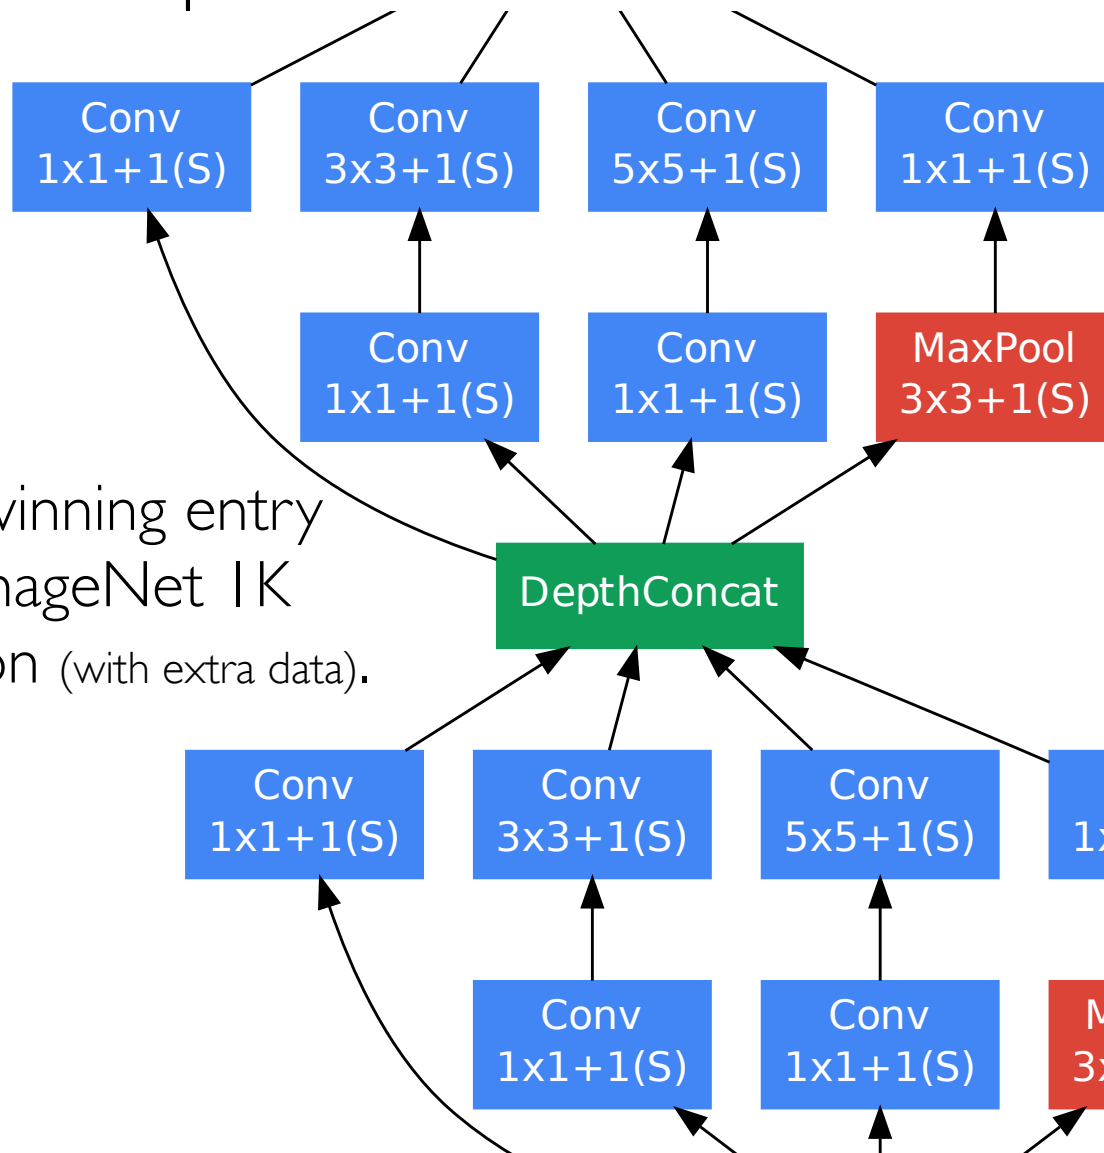 Conv Conv Conv Conv
1x1+1(S) 3x3+1(S) 5x5+1(S) 1x1+1(S)
Conv Conv MaxPool
1x1+1(S) 1x1+1(S) 3x3+1(S)
entry
1K
DepthConcat
(with extra data).
Conv Conv Conv
1x1+1(S) 3x3+1(S) 5x5+1(S)
Conv Conv
1x1+1(S) 1x1+1(S)